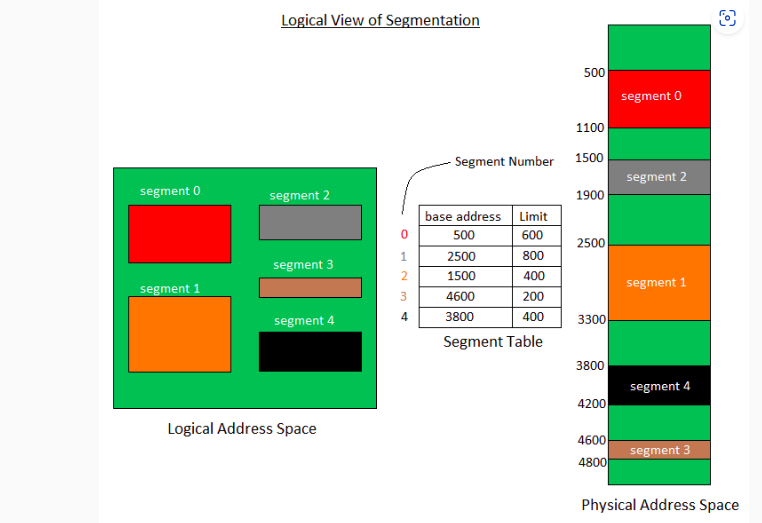 Logical View of Segmentation
segment 0
segment 2
segment 3
segment 1
segment 4
Logical Address Space
Segment Number
base address Limit
0 500 600
1 2500 800
2 1500 400
3 4600 200
4 3800 400
Segment Table
500
segment 0
1100
1500
segment 2
1900
2500
segment 1
3300
3800
segment 4
4200
4600
segment 3
4800
Physical Address Space